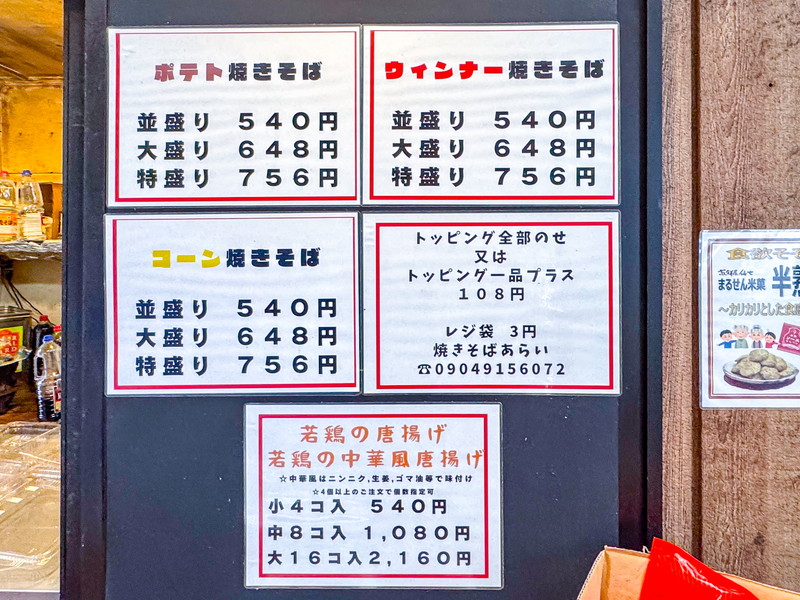 ポテト焼きそば
並盛り 540円
大盛り 648円
特盛り 756円
ウィンナー焼きそば
並盛り 540円
大盛り 648円
特盛り 756円
コーン焼きそば
並盛り 540円
大盛り 648円
特盛り 756円
トッピング全部のせ
又は
トッピング一品プラス
108円
レジ袋 3円
焼きそばあらい
☎09049156072
若鶏の唐揚げ
若鶏の中華風唐揚げ
☆中華風はニンニク,生姜,ゴマ油等で味付け
☆4個以上のご注文で個数指定可
小4コ入 540円
中8コ入 1,080円
大16コ入2,160円
まるせん米菓
～カリカリとした食